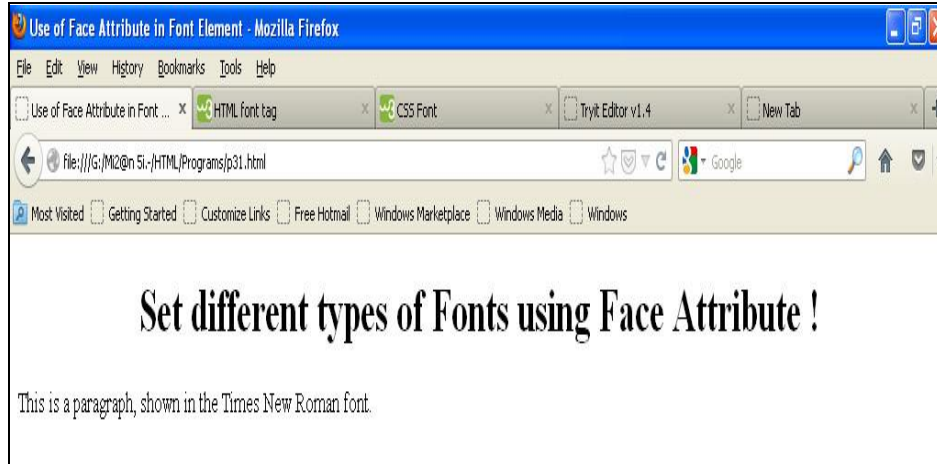 Use of Face Attribute in Font Element - Mozilla Firefox
File Edit View History Bookmarks Tools Help
Use of Face Attribute in Font ... HTML font tag CSS Font Tryit Editor v1.4 New Tab
file:///G:/Mi2@n 5i.-/HTML/Programs/p31.html Google
Most Visited Getting Started Customize Links Free Hotmail Windows Marketplace Windows Media Windows
Set different types of Fonts using Face Attribute !
This is a paragraph, shown in the Times New Roman font.